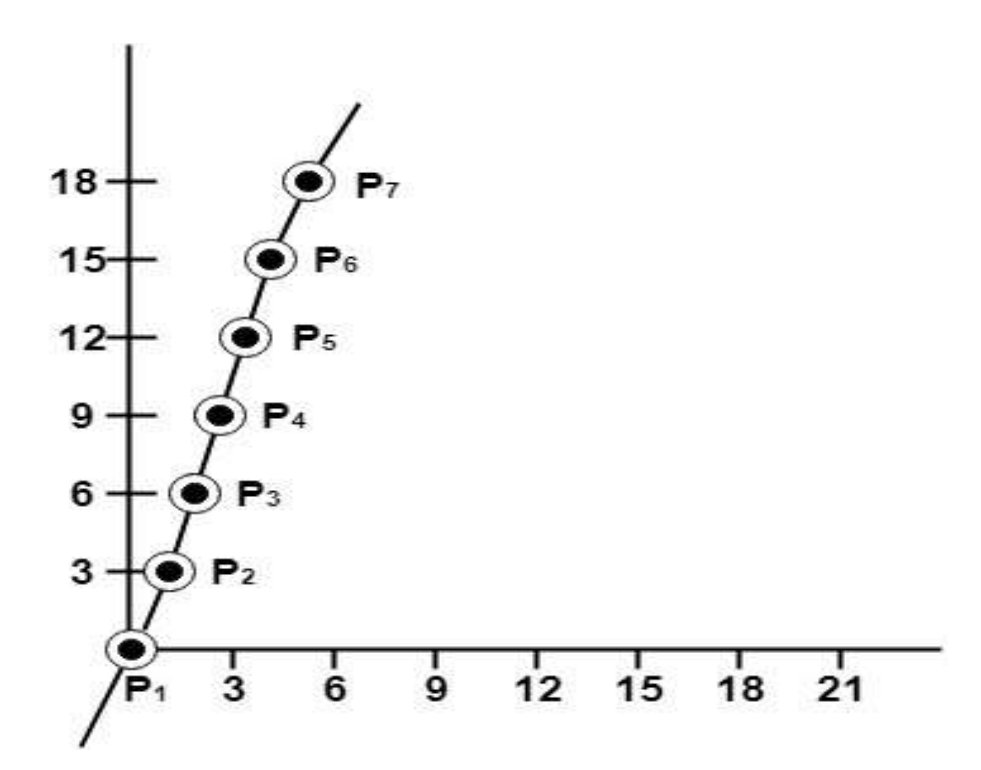 18 P₇
15 P₆
12 P₅
9 P₄
6 P₃
3 P₂
P₁ 3 6 9 12 15 18 21